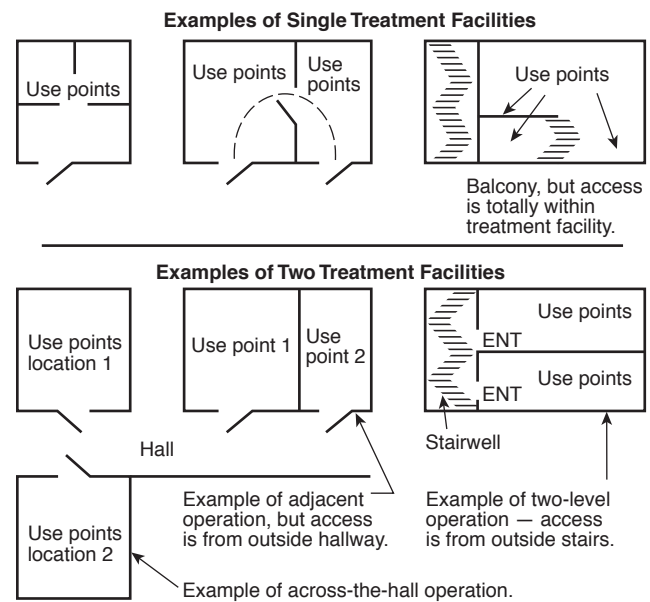 Examples of Single Treatment Facilities
Use points
Use points
Use
points
Use points
Balcony, but access
is totally within
treatment facility.
Examples of Two Treatment Facilities
Use points
location 1
Use point 1
Use
point 2
Use points
ENT
Use points
ENT
Stairwell
Hall
Example of adjacent
operation, but access
is from outside hallway.
Example of two-level
operation — access
is from outside stairs.
Use points
location 2
Example of across-the-hall operation.